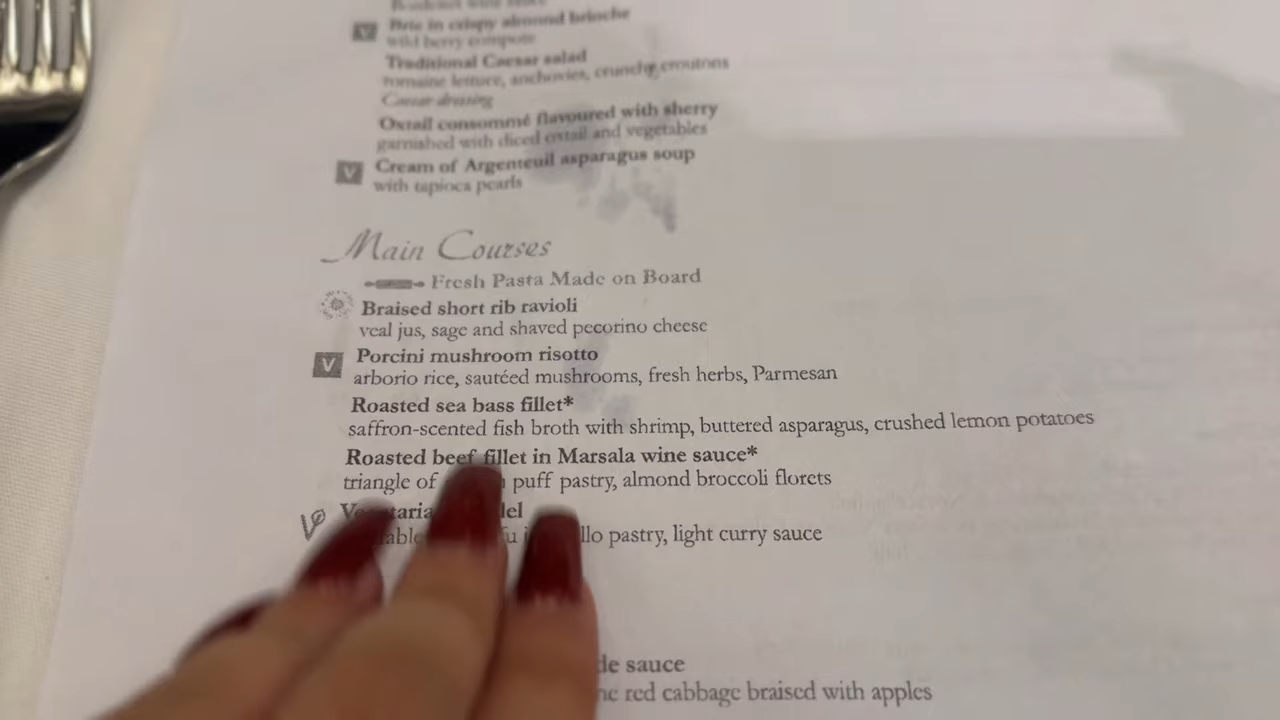 V Brie in crispy almond brioche
wild berry compote
Traditional Caesar salad
romaine lettuce, anchovies, crunchy croutons
Caesar dressing
Oxtail consommé flavoured with sherry
garnished with diced oxtail and vegetables
V Cream of Argenteuil asparagus soup
with tapioca pearls
Main Courses
Fresh Pasta Made on Board
Braised short rib ravioli
veal jus, sage and shaved pecorino cheese
V Porcini mushroom risotto
arborio rice, sautéed mushrooms, fresh herbs, Parmesan
Roasted sea bass fillet*
saffron-scented fish broth with shrimp, buttered asparagus, crushed lemon potatoes
Roasted beef fillet in Marsala wine sauce*
triangle of puff pastry, almond broccoli florets
pastry, light curry sauce
sauce
red cabbage braised with apples